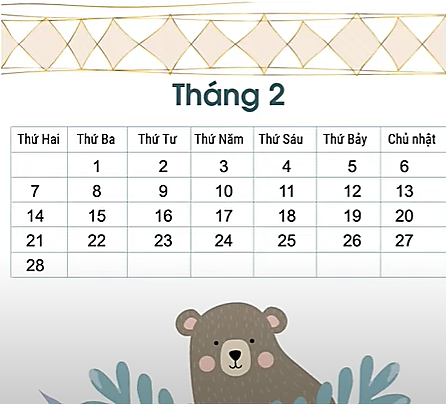 Tháng 2
Thứ Hai Thứ Ba Thứ Tư Thứ Năm Thứ Sáu Thứ Bảy Chủ nhật
1 2 3 4 5 6
7 8 9 10 11 12 13
14 15 16 17 18 19 20
21 22 23 24 25 26 27
28